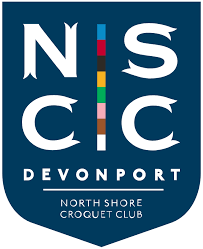 NS
CC
DEVONPORT
NORTH SHORE
CROQUET CLUB